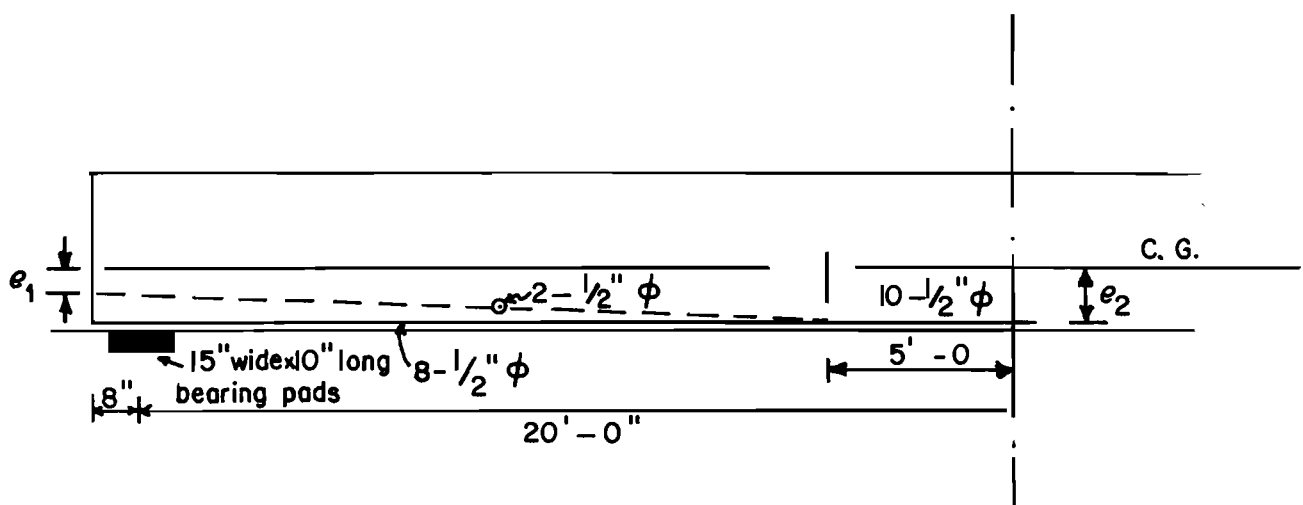 C. G.
e₁
2-1/2" ϕ
10-1/2" ϕ
e₂
15" wide x 10" long
bearing pads
8-1/2" ϕ
5' - 0
8"
20' - 0"